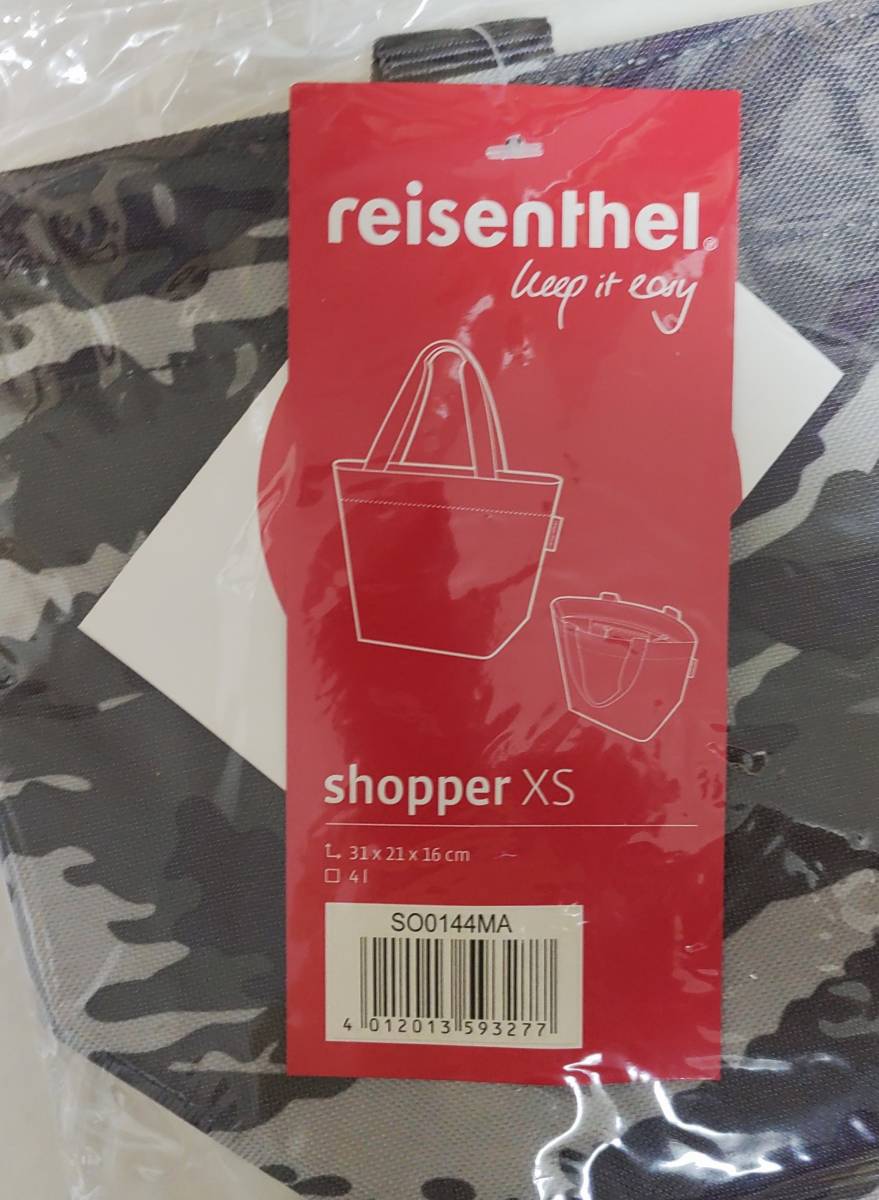 reisenthel®
keep it easy
shopper XS
31 x 21 x 16 cm
4 l
SO0144MA
4 012013 593277